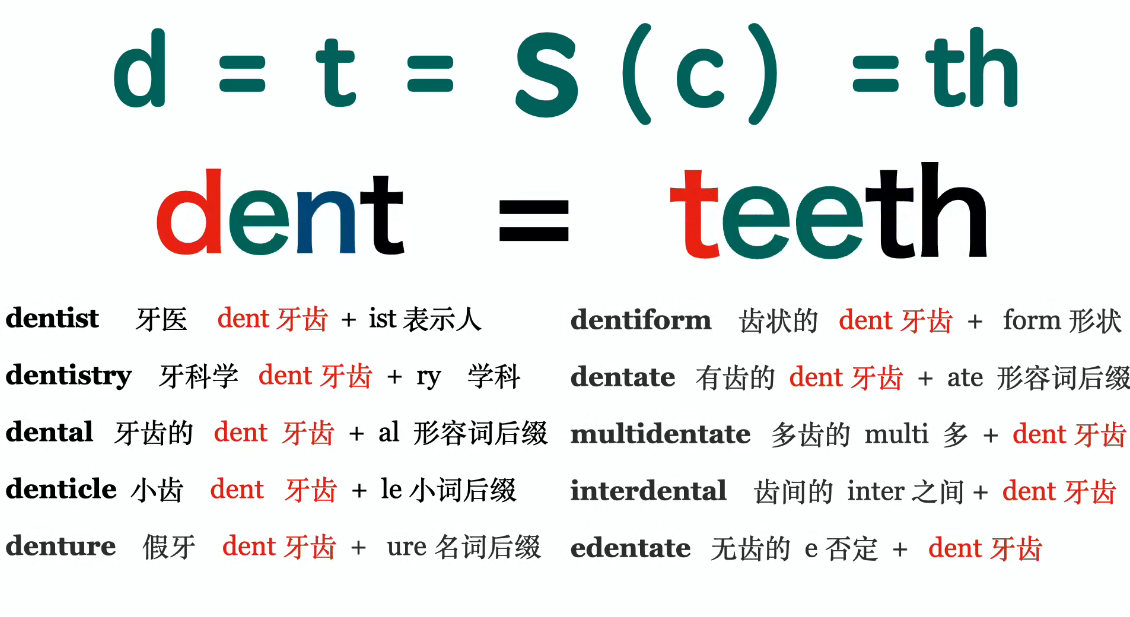 d = t = S (c) = th
dent = teeth
dentist 牙医 dent 牙齿 + ist 表示人
dentistry 牙科学 dent 牙齿 + ry 学科
dental 牙齿的 dent 牙齿 + al 形容词后缀
denticle 小齿 dent 牙齿 + le 小词后缀
denture 假牙 dent 牙齿 + ure 名词后缀
dentiform 齿状的 dent 牙齿 + form 形状
dentate 有齿的 dent 牙齿 + ate 形容词后缀
multidentate 多齿的 multi 多 + dent 牙齿
interdental 齿间的 inter 之间 + dent 牙齿
edentate 无齿的 e 否定 + dent 牙齿